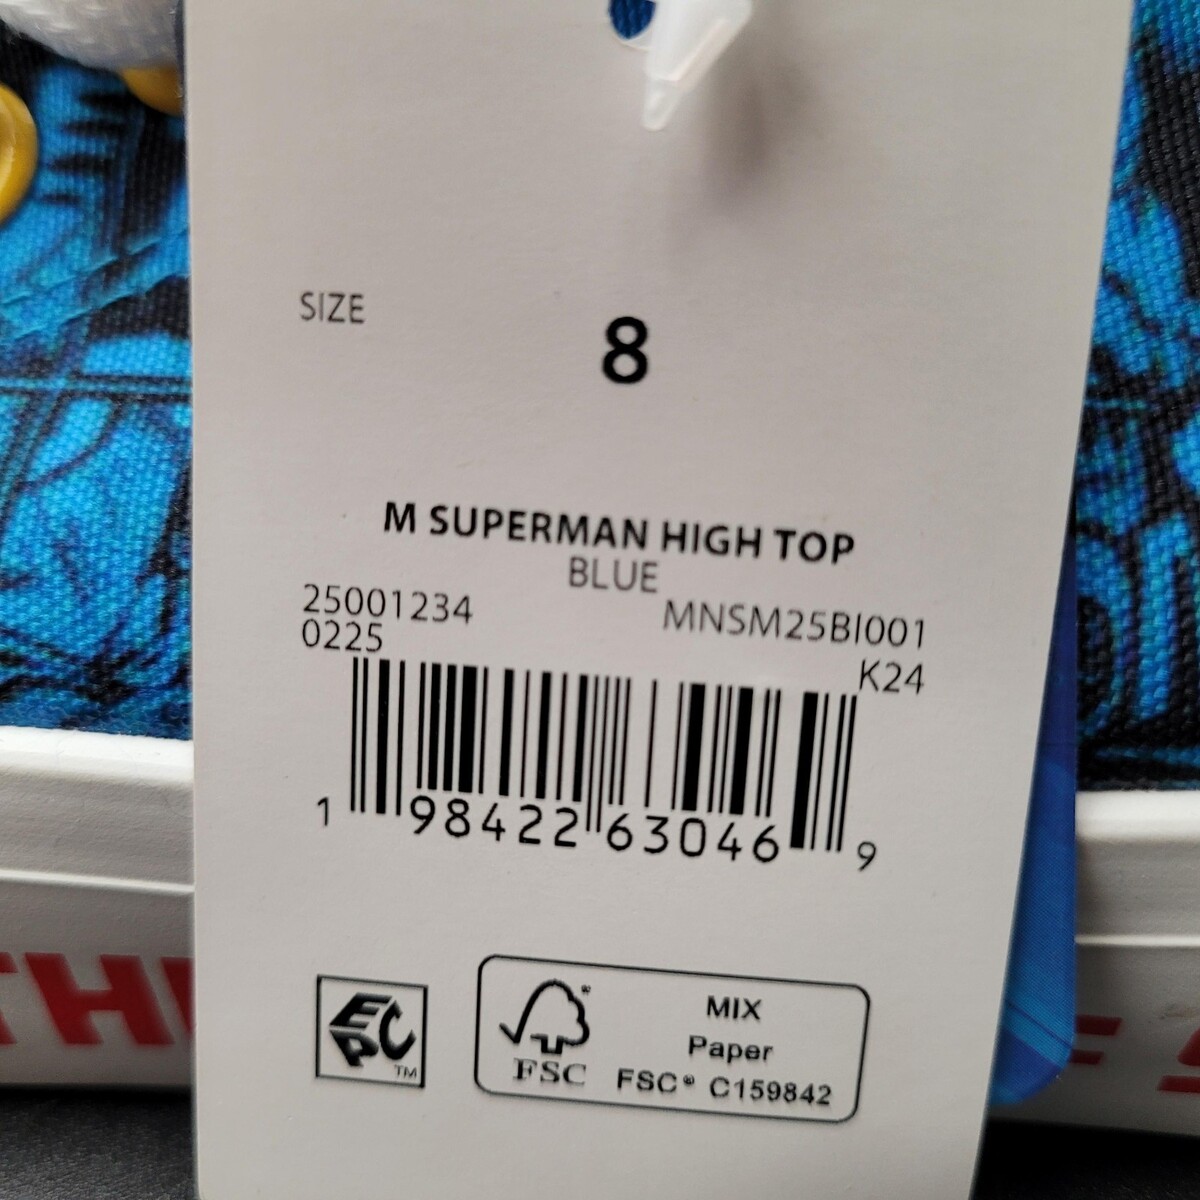 SIZE
8
M SUPERMAN HIGH TOP
BLUE
25001234 MNSM25BI001
0225 K24
1 98422 63046 9
EPC™
FSC®
MIX
Paper
FSC® C159842